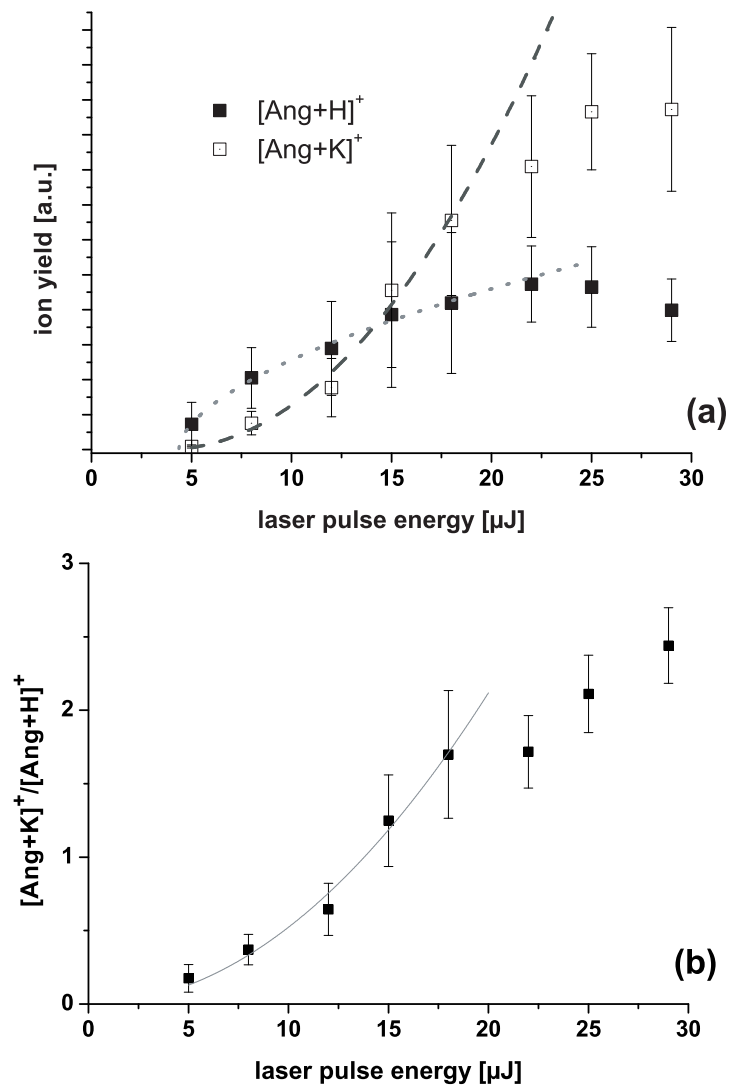 ion yield [a.u.]
[Ang+H]⁺
[Ang+K]⁺
(a)
0 5 10 15 20 25 30
laser pulse energy [µJ]
[Ang+K]⁺/[Ang+H]⁺
3
2
1
0
(b)
0 5 10 15 20 25 30
laser pulse energy [µJ]